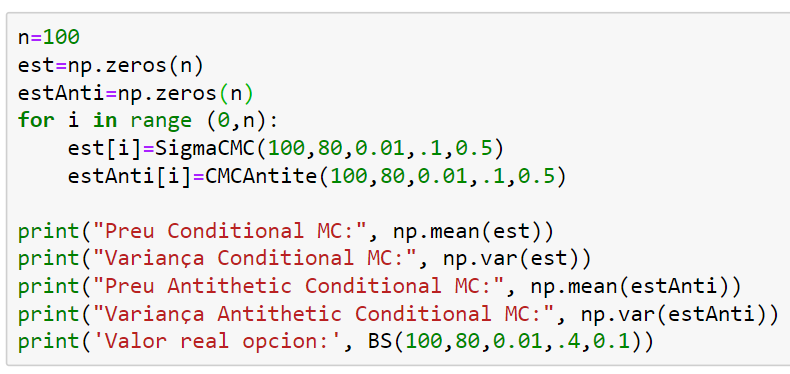 n=100
est=np.zeros(n)
estAnti=np.zeros(n)
for i in range (0,n):
    est[i]=SigmaCMC(100,80,0.01,.1,0.5)
    estAnti[i]=CMCAntite(100,80,0.01,.1,0.5)

print("Preu Conditional MC:", np.mean(est))
print("Variança Conditional MC:", np.var(est))
print("Preu Antithetic Conditional MC:", np.mean(estAnti))
print("Variança Antithetic Conditional MC:", np.var(estAnti))
print('Valor real opcion:', BS(100,80,0.01,.4,0.1))